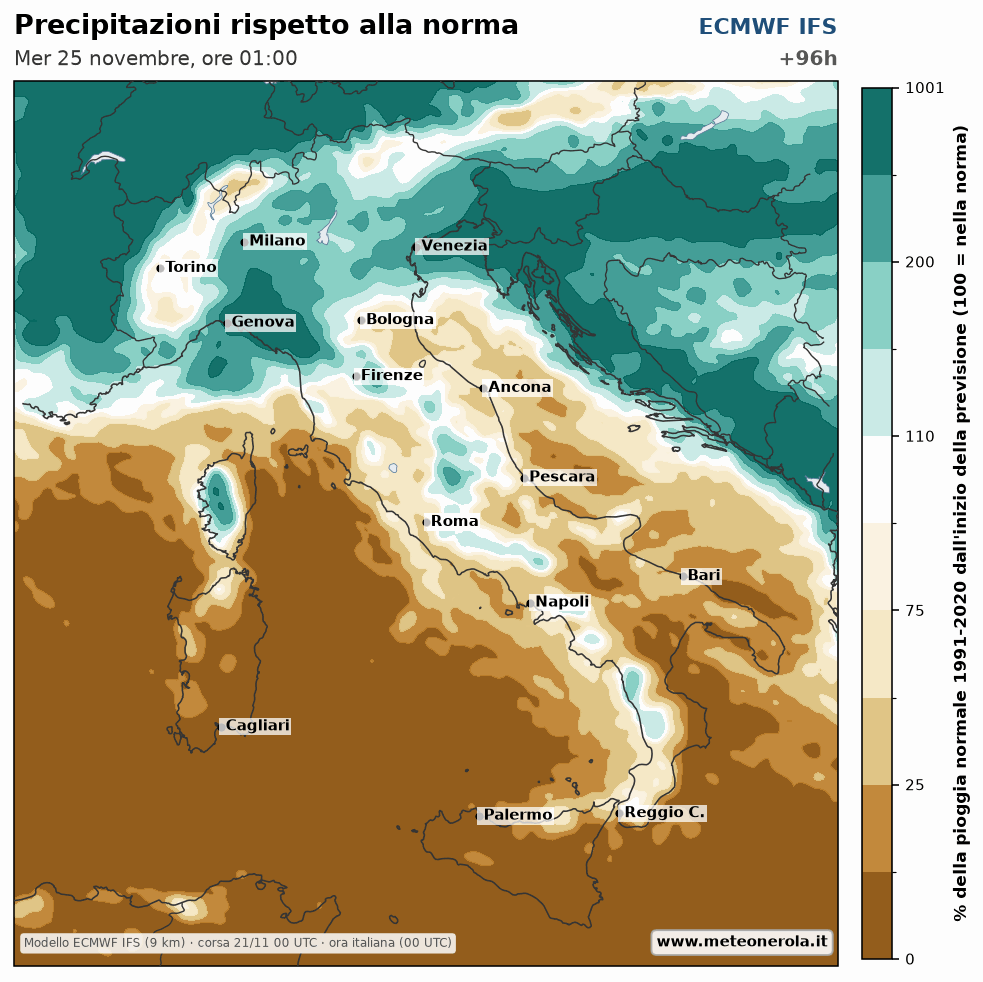 Precipitazioni rispetto alla norma
ECMWF IFS
Mer 25 novembre, ore 01:00
+96h
Milano
Venezia
Torino
Genova
Bologna
Firenze
Ancona
Pescara
Roma
Bari
Napoli
Cagliari
Palermo
Reggio C.
Modello ECMWF IFS (9 km) · corsa 21/11 00 UTC · ora italiana (00 UTC)
www.meteonerola.it
1001
200
110
75
25
0
% della pioggia normale 1991-2020 dall'inizio della previsione (100 = nella norma)